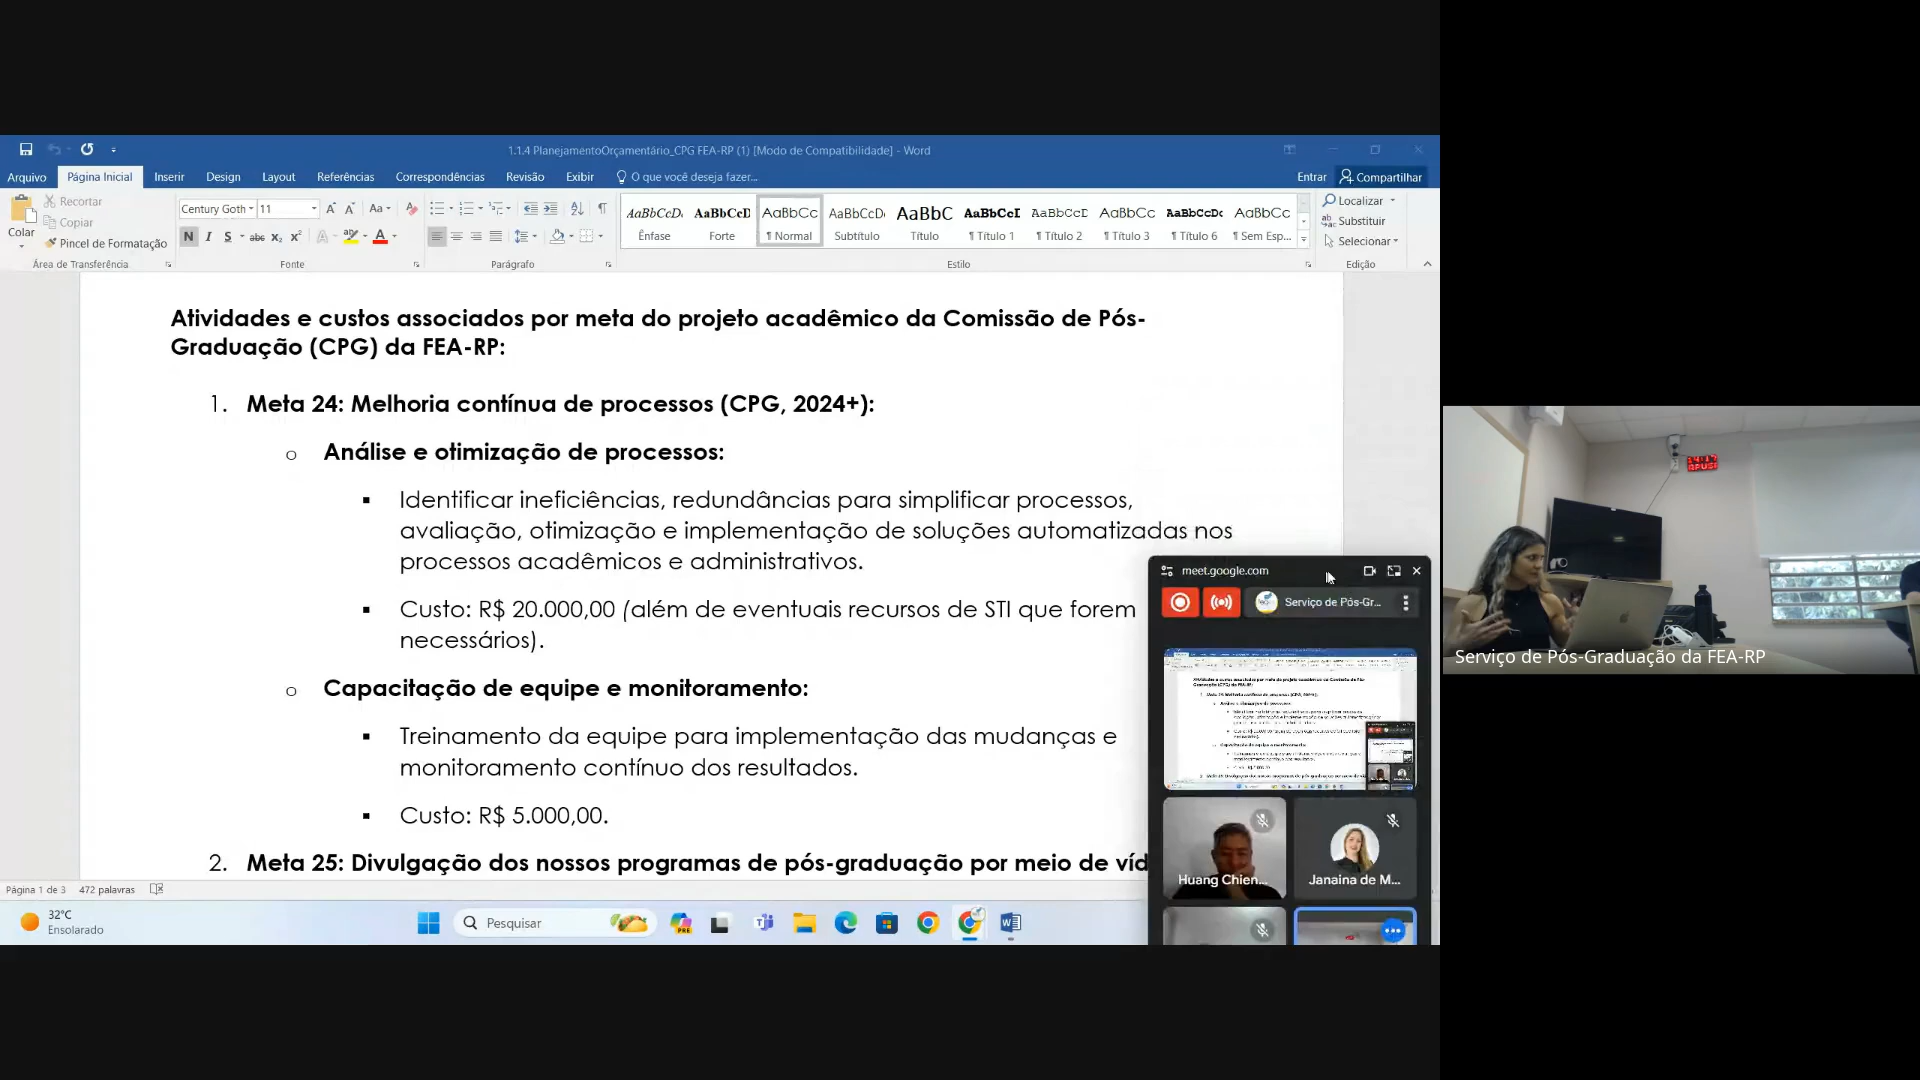 1.1.4 PlanejamentoOrçamentário_CPG FEA-RP (1) [Modo de Compatibilidade] - Word
Arquivo Página Inicial Inserir Design Layout Referências Correspondências Revisão Exibir O que você deseja fazer... Entrar Compartilhar
Colar
Recortar
Copiar
Pincel de Formatação
Área de Transferência
Century Goth 11
Fonte
Parágrafo
AaBbCcDı AaBbCcD AaBbCc AaBbCcDı AaBbC AaBbCcI AaBbCcD AaBbCc AaBbCcDc AaBbCc
Ênfase Forte ¶ Normal Subtítulo Título ¶ Título 1 ¶ Título 2 ¶ Título 3 ¶ Título 6 ¶ Sem Esp...
Estilo
Localizar
Substituir
Selecionar
Edição
Atividades e custos associados por meta do projeto acadêmico da Comissão de Pós-
Graduação (CPG) da FEA-RP:
1. Meta 24: Melhoria contínua de processos (CPG, 2024+):
o Análise e otimização de processos:
▪ Identificar ineficiências, redundâncias para simplificar processos,
avaliação, otimização e implementação de soluções automatizadas nos
processos acadêmicos e administrativos.
▪ Custo: R$ 20.000,00 (além de eventuais recursos de STI que forem
necessários).
o Capacitação de equipe e monitoramento:
▪ Treinamento da equipe para implementação das mudanças e
monitoramento contínuo dos resultados.
▪ Custo: R$ 5.000,00.
2. Meta 25: Divulgação dos nossos programas de pós-graduação por meio de víd
meet.google.com
Serviço de Pós-Gr...
Huang Chien...
Janaina de M...
Página 1 de 3 472 palavras
32°C
Ensolarado
Pesquisar
Serviço de Pós-Graduação da FEA-RP